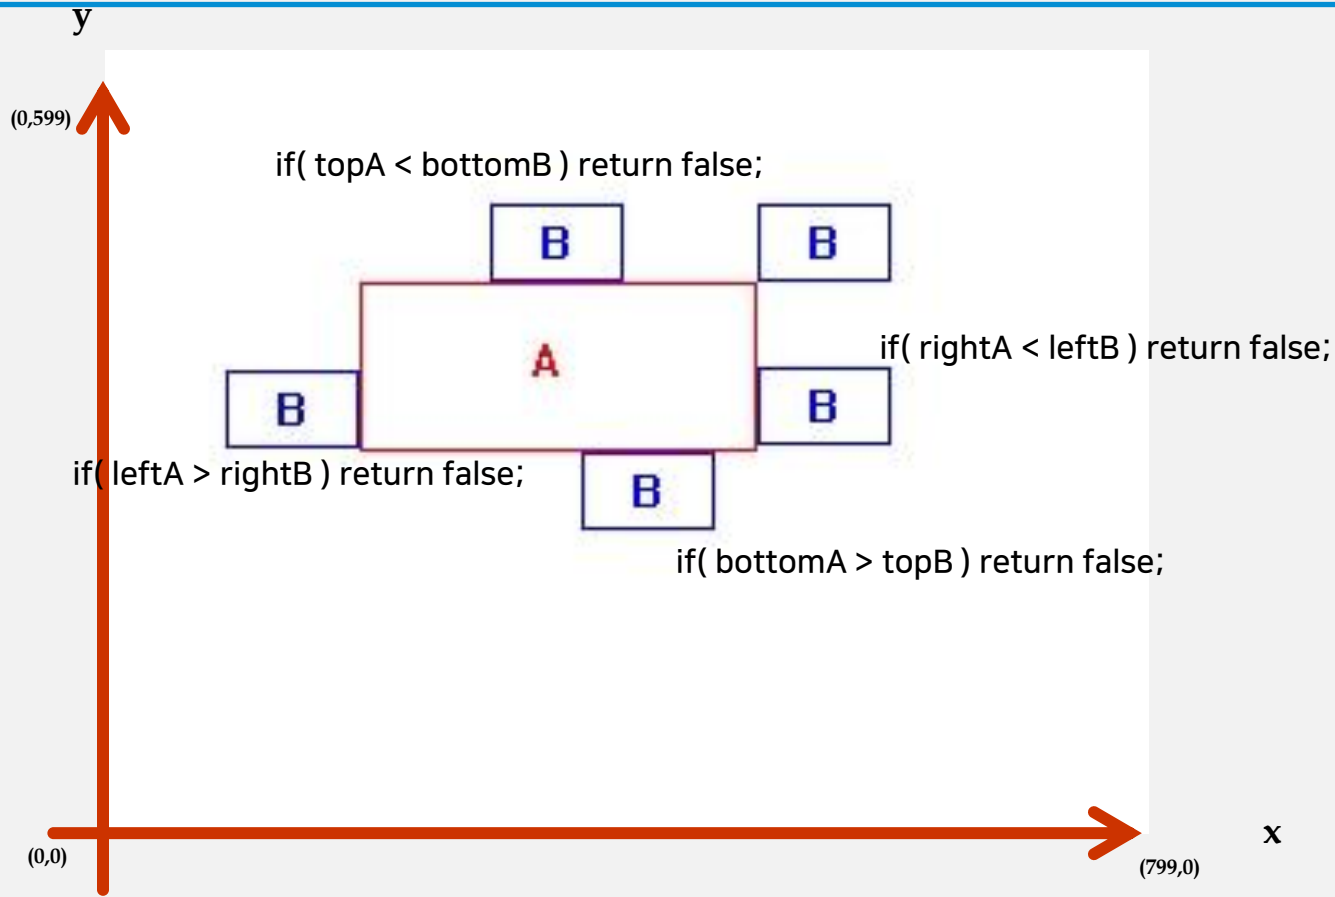 y
(0,599)
if( topA < bottomB ) return false;
B
B
A
if( rightA < leftB ) return false;
B
B
if( leftA > rightB ) return false;
B
if( bottomA > topB ) return false;
x
(0,0)
(799,0)